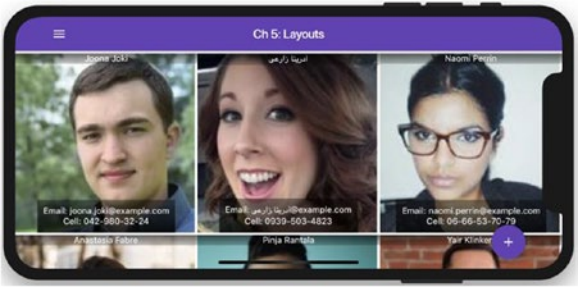 Ch 5: Layouts
Joona Joki
آدرینا زارعی
Naomi Perrin
Email: joona.joki@example.com
Cell: 042-980-32-24
Email: آدرینا.زارعی@example.com
Cell: 0939-503-4823
Email: naomi.perrin@example.com
Cell: 06-66-53-70-79
Anastasia Fabre
Pinja Rantala
Yair Klinker
+